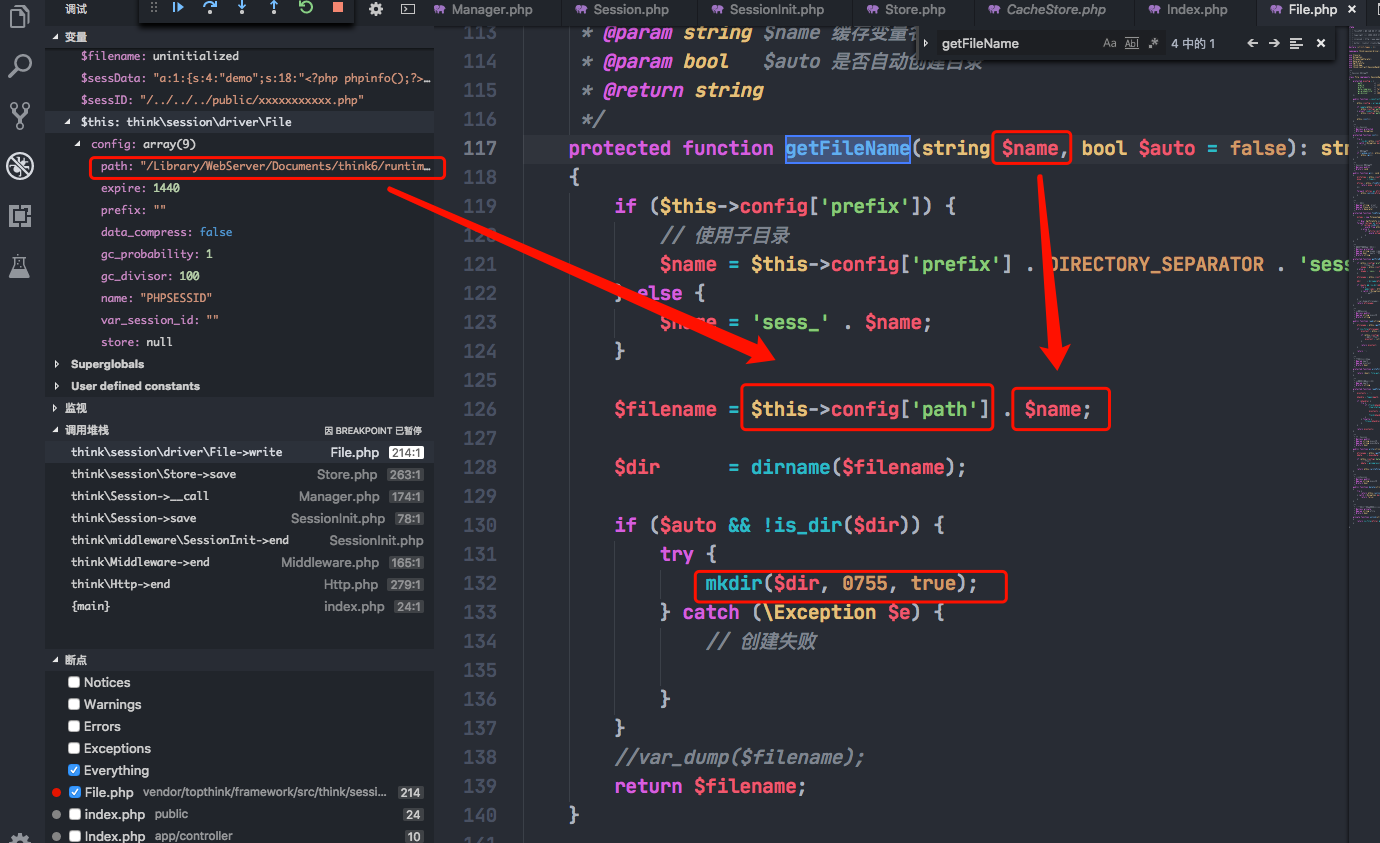 调试
变量
$filename: uninitialized
$sessData: "a:1:{s:4:"demo";s:18:"<?php phpinfo();?>…
$sessID: "/../../../public/xxxxxxxxxxx.php"
$this: think\session\driver\File
config: array(9)
path: "/Library/WebServer/Documents/think6/runtim…
expire: 1440
prefix: ""
data_compress: false
gc_probability: 1
gc_divisor: 100
name: "PHPSESSID"
var_session_id: ""
store: null
Superglobals
User defined constants
监视
调用堆栈 因 BREAKPOINT 已暂停
think\session\driver\File->write File.php 214:1
think\session\Store->save Store.php 263:1
think\Session->__call Manager.php 174:1
think\Session->save SessionInit.php 78:1
think\middleware\SessionInit->end SessionInit.php
think\Middleware->end Middleware.php 165:1
think\Http->end Http.php 279:1
{main} index.php 24:1
断点
Notices
Warnings
Errors
Exceptions
Everything
File.php vendor/topthink/framework/src/think/sessi... 214
index.php public 24
Index.php app/controller 10
Manager.php Session.php SessionInit.php Store.php CacheStore.php Index.php File.php
getFileName Aa Abl .* 4 中的 1
113 * @param string $name 缓存变量
114 * @param bool $auto 是否自动创建目录
115 * @return string
116 */
117 protected function getFileName(string $name, bool $auto = false): str
118 {
119 if ($this->config['prefix']) {
120 // 使用子目录
121 $name = $this->config['prefix'] . DIRECTORY_SEPARATOR . 'sess
122 } else {
123 $name = 'sess_' . $name;
124 }
125
126 $filename = $this->config['path'] . $name;
127
128 $dir = dirname($filename);
129
130 if ($auto && !is_dir($dir)) {
131 try {
132 mkdir($dir, 0755, true);
133 } catch (\Exception $e) {
134 // 创建失败
135
136 }
137 }
138 //var_dump($filename);
139 return $filename;
140 }